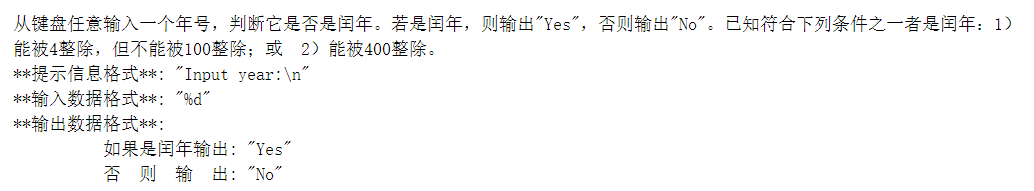 从键盘任意输入一个年号，判断它是否是闰年。若是闰年，则输出"Yes"，否则输出"No"。已知符合下列条件之一者是闰年：1）
能被4整除，但不能被100整除；或  2）能被400整除。
**提示信息格式**: "Input year:\n"
**输入数据格式**: "%d"
**输出数据格式**:
如果是闰年输出: "Yes"
否  则  输  出: "No"